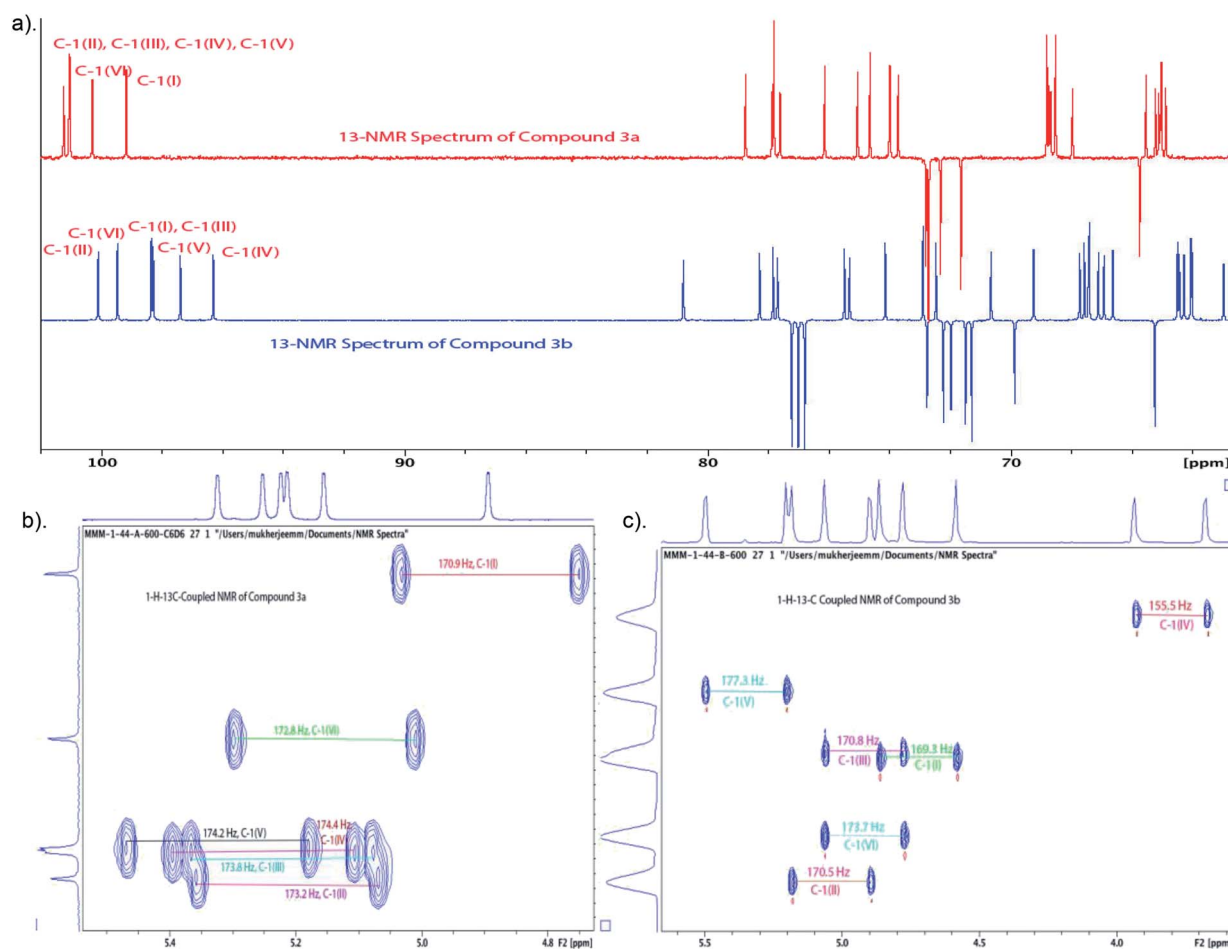 a).
C-1(II), C-1(III), C-1(IV), C-1(V)
C-1(VI)
C-1(I)
13-NMR Spectrum of Compound 3a
C-1(VI)
C-1(I), C-1(III)
C-1(II)
C-1(V)
C-1(IV)
13-NMR Spectrum of Compound 3b
100
90
80
70
[ppm]
b).
MMM-1-44-A-600-C6D6 27 1 "/Users/mukherjeemm/Documents/NMR Spectra"
170.9 Hz, C-1(I)
1-H-13C-Coupled NMR of Compound 3a
172.8 Hz, C-1(VI)
174.2 Hz, C-1(V)
174.4 Hz
C-1(IV)
173.8 Hz, C-1(III)
173.2 Hz, C-1(II)
5.4
5.2
5.0
4.8 F2 [ppm]
c).
MMM-1-44-B-600 27 1 "/Users/mukherjeemm/Documents/NMR Spectra"
1-H-13-C Coupled NMR of Compound 3b
155.5 Hz
C-1(IV)
177.3 Hz
C-1(V)
170.8 Hz
C-1(III)
169.3 Hz
C-1(I)
173.7 Hz
C-1(VI)
170.5 Hz
C-1(II)
5.5
5.0
4.5
4.0
F2 [ppm]